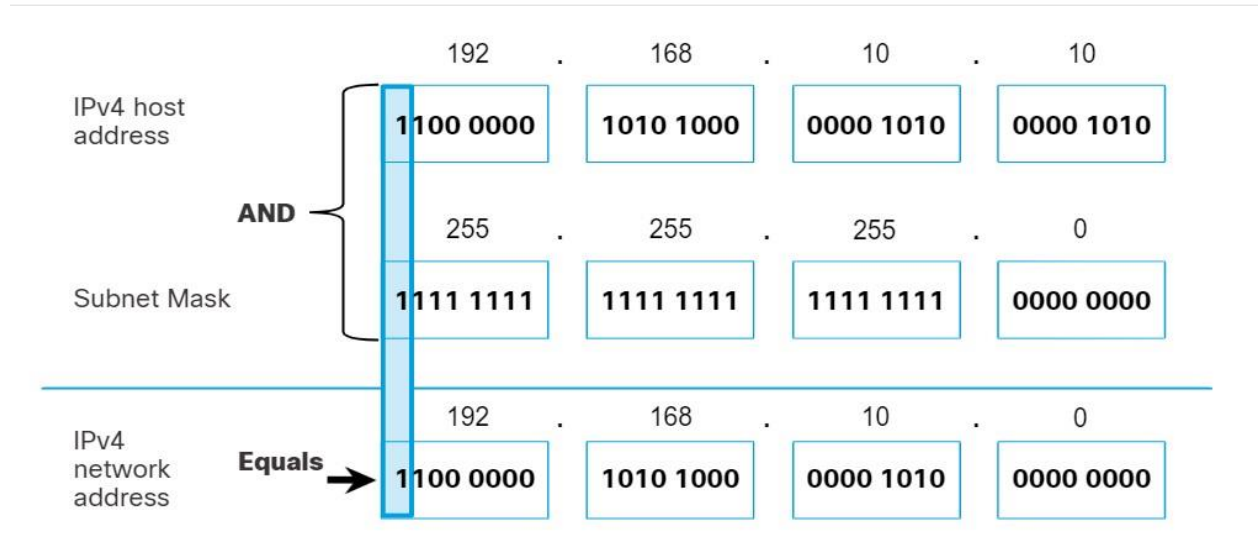 192 . 168 . 10 . 10
IPv4 host
address
1100 0000 1010 1000 0000 1010 0000 1010
AND
255 . 255 . 255 . 0
Subnet Mask
1111 1111 1111 1111 1111 1111 0000 0000
192 . 168 . 10 . 0
IPv4
network
address
Equals
1100 0000 1010 1000 0000 1010 0000 0000